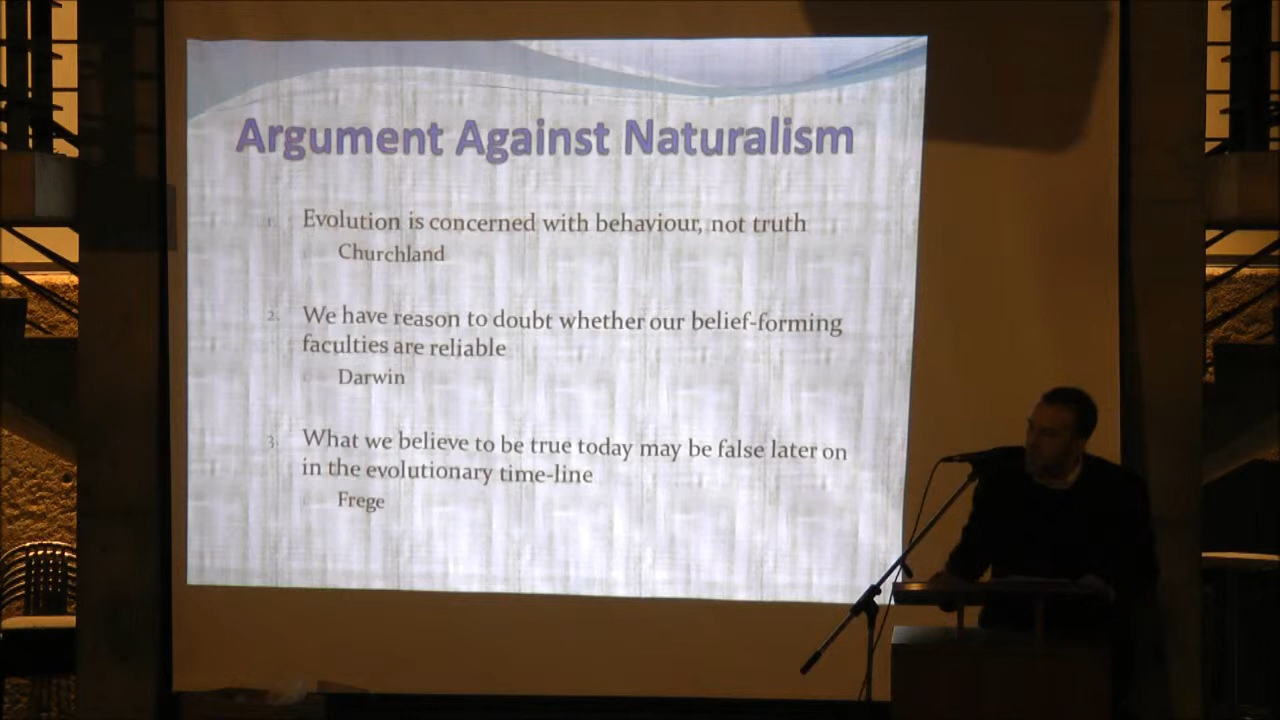 Argument Against Naturalism
1. Evolution is concerned with behaviour, not truth
Churchland
2. We have reason to doubt whether our belief-forming
faculties are reliable
Darwin
3. What we believe to be true today may be false later on
in the evolutionary time-line
Frege